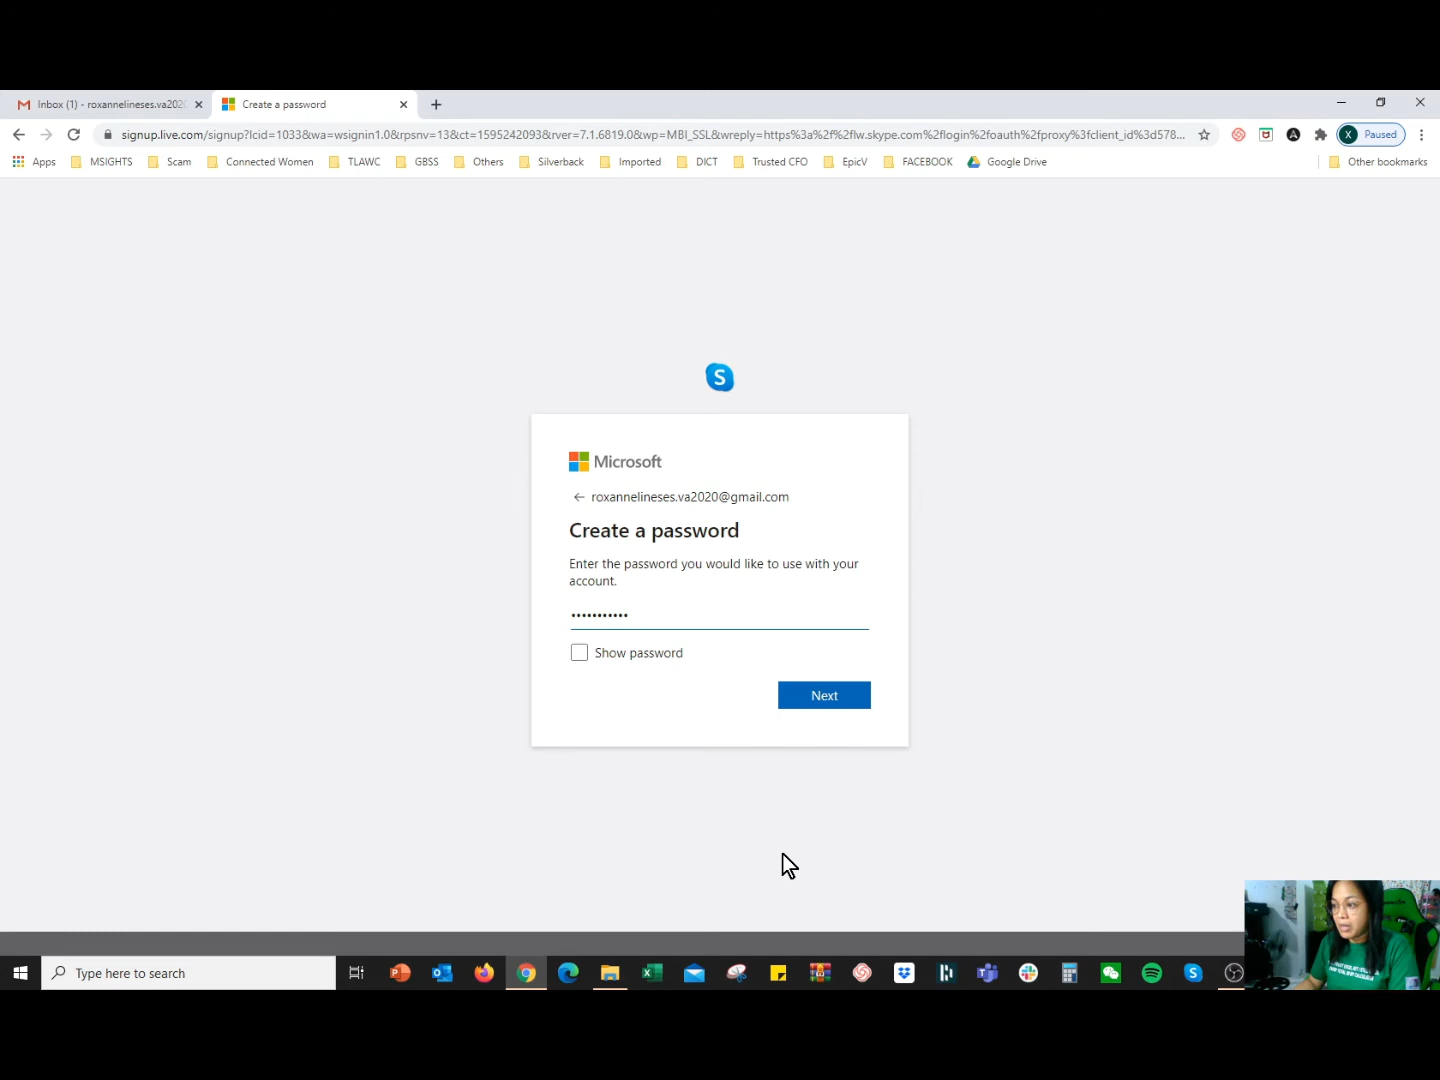 Inbox (1) - roxannelineses.va202
Create a password
signup.live.com/signup?lcid=1033&wa=wsignin1.0&rpsnv=13&ct=1595242093&rver=7.1.6819.0&wp=MBI_SSL&wreply=https%3a%2f%2flw.skype.com%2flogin%2foauth%2fproxy%3fclient_id%3d578...
X Paused
Apps MSIGHTS Scam Connected Women TLAWC GBSS Others Silverback Imported DICT Trusted CFO EpicV FACEBOOK Google Drive Other bookmarks
S
Microsoft
← roxannelineses.va2020@gmail.com
Create a password
Enter the password you would like to use with your
account.
•••••••••••
Show password
Next
Type here to search